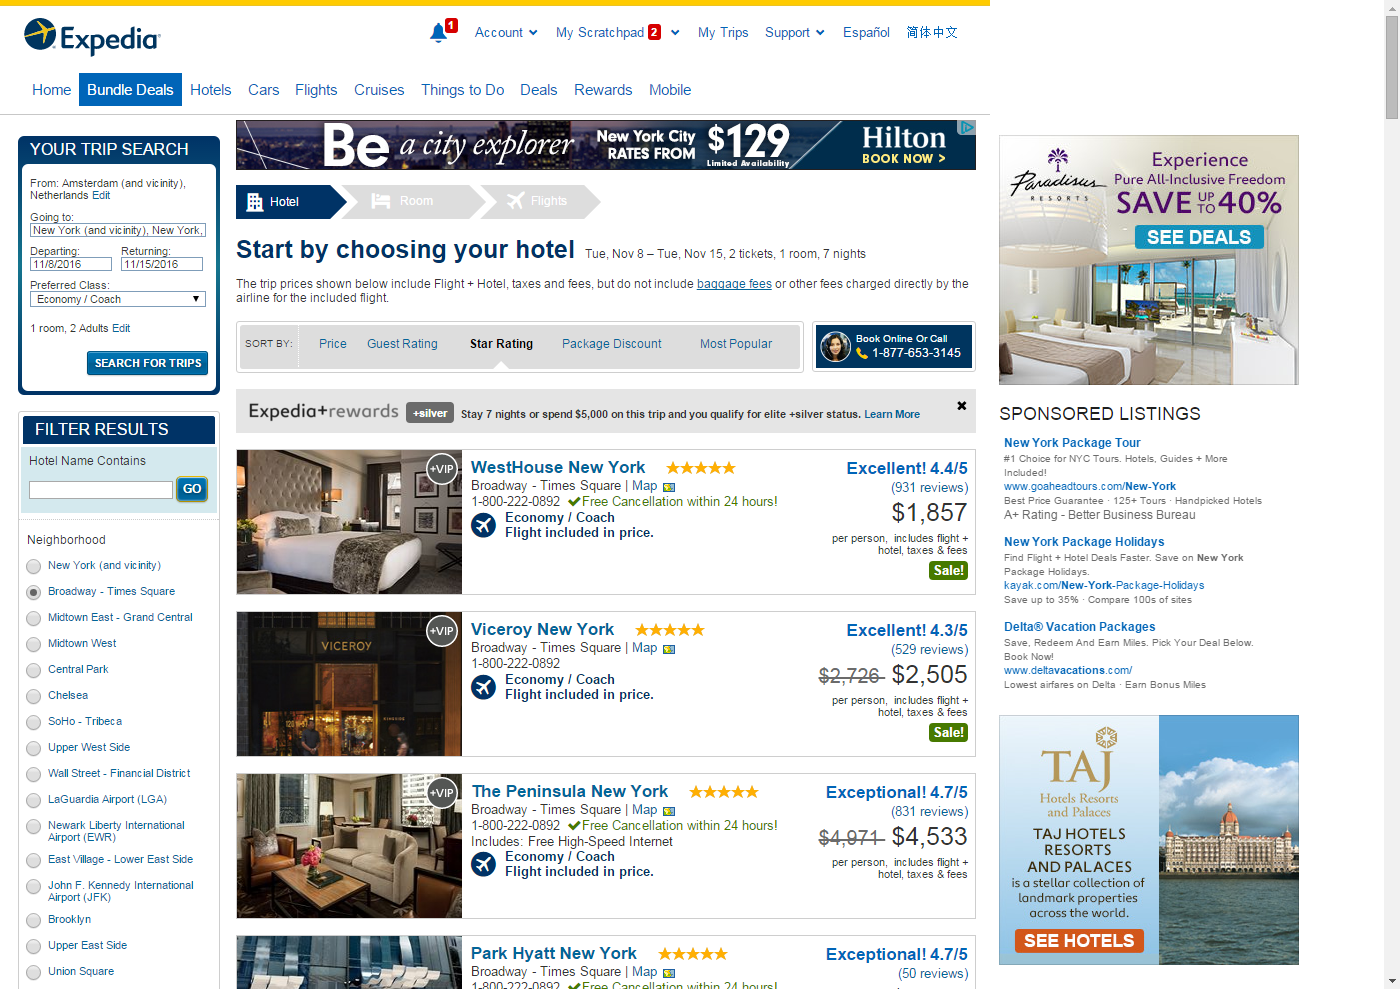 Expedia
1
Account
My Scratchpad 2
My Trips
Support
Español
简体中文
Home
Bundle Deals
Hotels
Cars
Flights
Cruises
Things to Do
Deals
Rewards
Mobile
YOUR TRIP SEARCH
From: Amsterdam (and vicinity),
Netherlands Edit
Going to:
New York (and vicinity), New York,
Departing: Returning:
11/8/2016 11/15/2016
Preferred Class:
Economy / Coach
1 room, 2 Adults Edit
SEARCH FOR TRIPS
FILTER RESULTS
Hotel Name Contains
GO
Neighborhood
New York (and vicinity)
Broadway - Times Square
Midtown East - Grand Central
Midtown West
Central Park
Chelsea
SoHo - Tribeca
Upper West Side
Wall Street - Financial District
LaGuardia Airport (LGA)
Newark Liberty International
Airport (EWR)
East Village - Lower East Side
John F. Kennedy International
Airport (JFK)
Brooklyn
Upper East Side
Union Square
Be a city explorer
New York City
RATES FROM
$129
Limited Availability
Hilton
BOOK NOW >
Hotel
Room
Flights
Start by choosing your hotel Tue, Nov 8 – Tue, Nov 15, 2 tickets, 1 room, 7 nights
The trip prices shown below include Flight + Hotel, taxes and fees, but do not include baggage fees or other fees charged directly by the
airline for the included flight.
SORT BY: Price Guest Rating Star Rating Package Discount Most Popular
Book Online Or Call
1-877-653-3145
Expedia+rewards +silver Stay 7 nights or spend $5,000 on this trip and you qualify for elite +silver status. Learn More
+VIP
WestHouse New York
Broadway - Times Square | Map
1-800-222-0892 Free Cancellation within 24 hours!
Economy / Coach
Flight included in price.
Excellent! 4.4/5
(931 reviews)
$1,857
per person, includes flight +
hotel, taxes & fees
Sale!
VICEROY
+VIP
Viceroy New York
Broadway - Times Square | Map
1-800-222-0892
Economy / Coach
Flight included in price.
Excellent! 4.3/5
(529 reviews)
$2,726 $2,505
per person, includes flight +
hotel, taxes & fees
Sale!
+VIP
The Peninsula New York
Broadway - Times Square | Map
1-800-222-0892 Free Cancellation within 24 hours!
Includes: Free High-Speed Internet
Economy / Coach
Flight included in price.
Exceptional! 4.7/5
(831 reviews)
$4,971 $4,533
per person, includes flight +
hotel, taxes & fees
Park Hyatt New York
Broadway - Times Square | Map
1-800-222-0892 Free Cancellation within 24 hours!
Exceptional! 4.7/5
(50 reviews)
Paradisus
RESORTS
Experience
Pure All-Inclusive Freedom
SAVE UP TO 40%
SEE DEALS
SPONSORED LISTINGS
New York Package Tour
#1 Choice for NYC Tours. Hotels, Guides + More
Included!
www.goaheadtours.com/New-York
Best Price Guarantee · 125+ Tours · Handpicked Hotels
A+ Rating - Better Business Bureau
New York Package Holidays
Find Flight + Hotel Deals Faster. Save on New York
Package Holidays.
kayak.com/New-York-Package-Holidays
Save up to 35% · Compare 100s of sites
Delta® Vacation Packages
Save, Redeem And Earn Miles. Pick Your Deal Below.
Book Now!
www.deltavacations.com/
Lowest airfares on Delta · Earn Bonus Miles
TAJ
Hotels Resorts
and Palaces
TAJ HOTELS
RESORTS
AND PALACES
is a stellar collection of
landmark properties
across the world.
SEE HOTELS